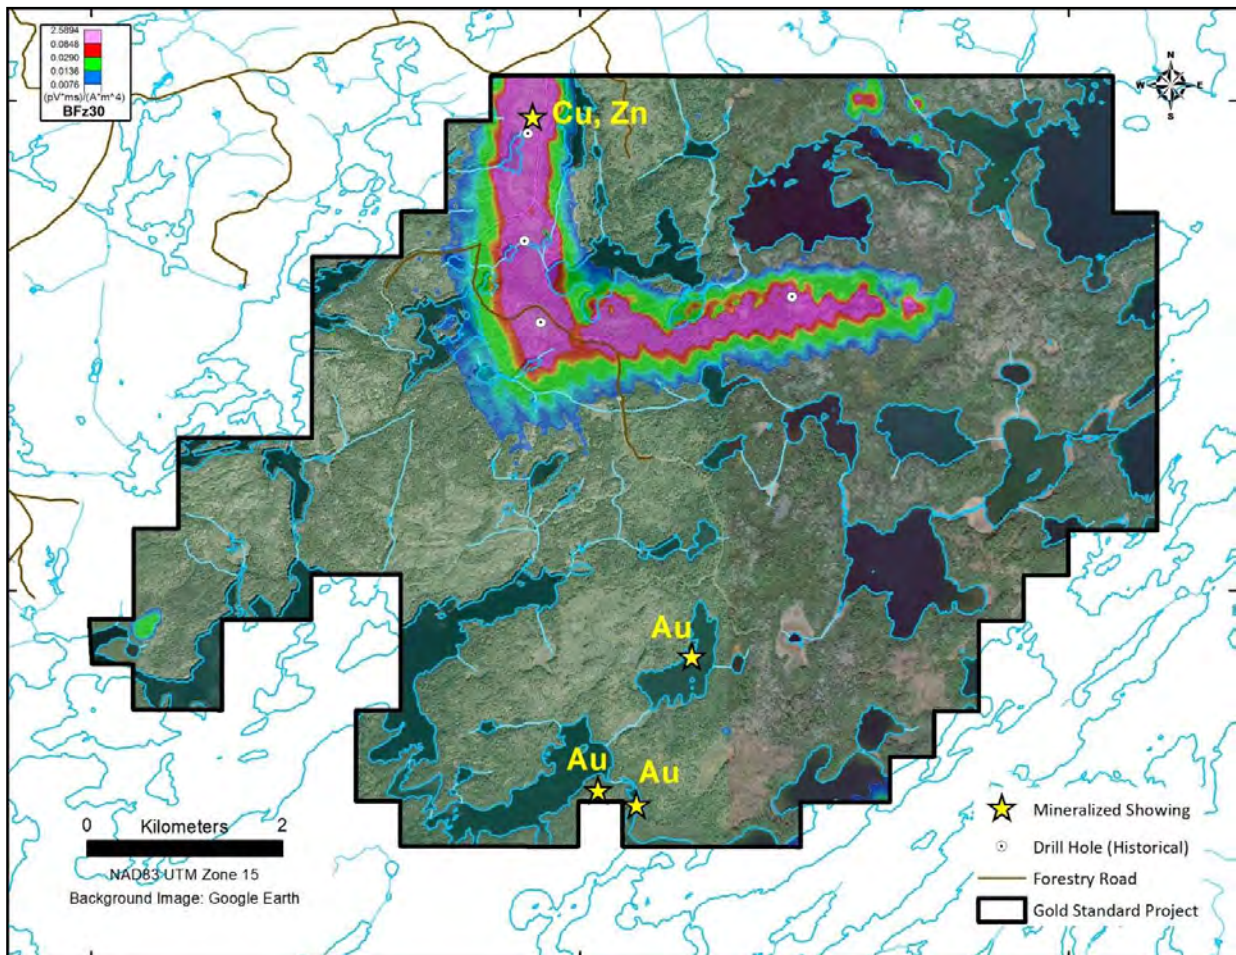 2.5894
0.0848
0.0290
0.0136
0.0076
(pV*ms)/(A*m^4)
BFz30
N
W E
S
Cu, Zn
Au
Au
Au
0 Kilometers 2
NAD83 UTM Zone 15
Background Image: Google Earth
Mineralized Showing
Drill Hole (Historical)
Forestry Road
Gold Standard Project